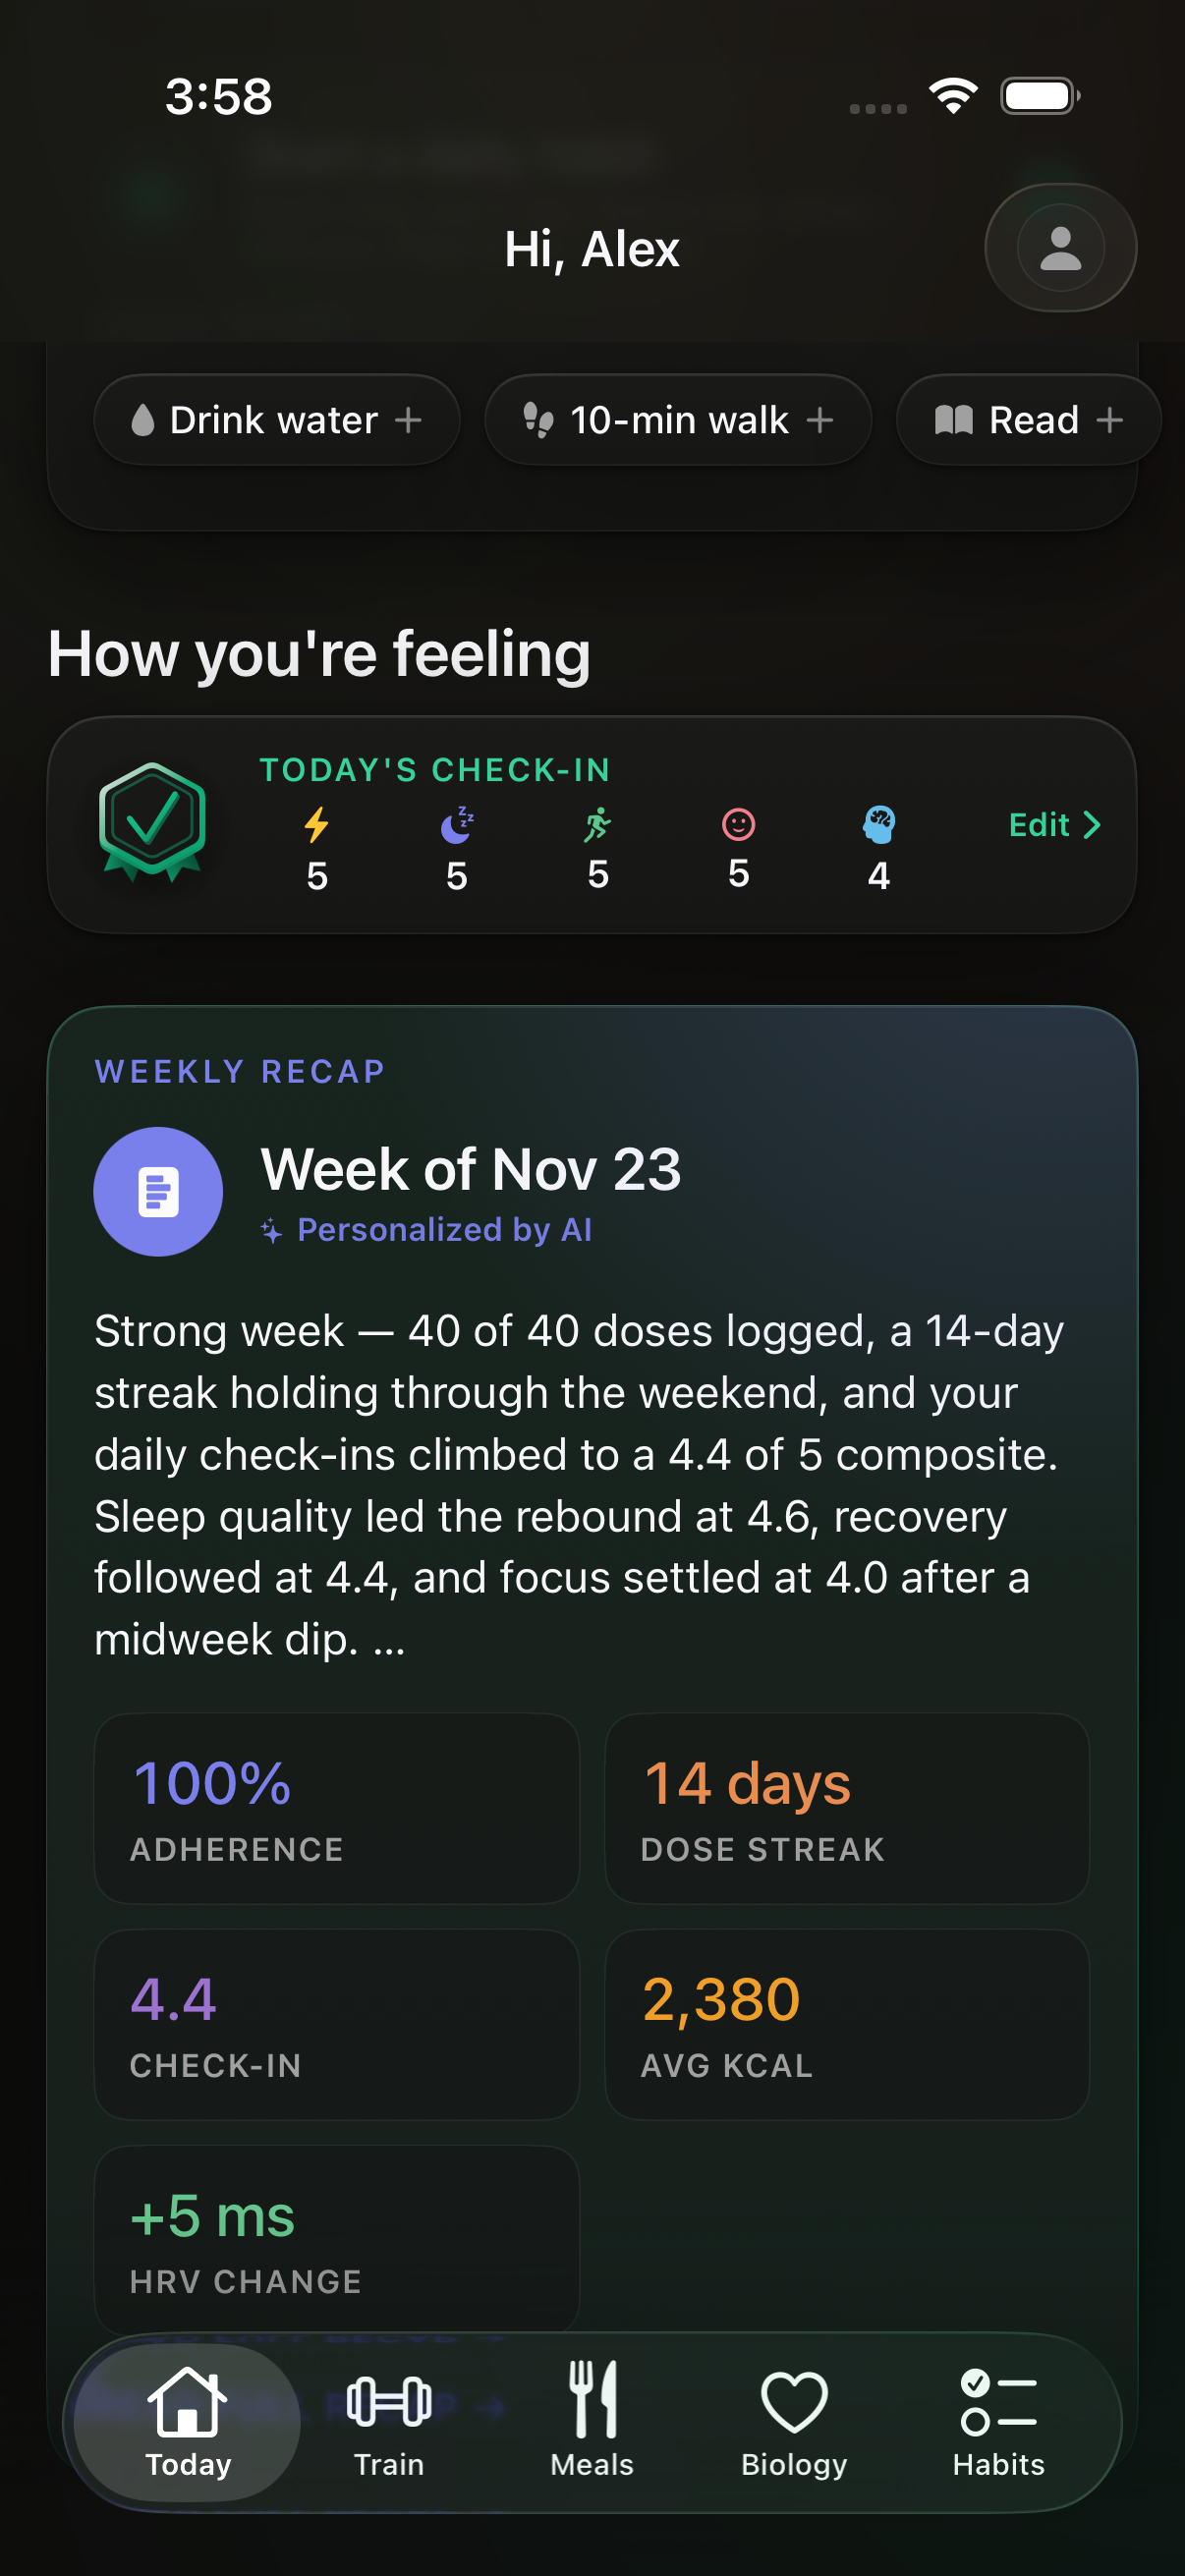 3:58
Hi, Alex
Drink water +
10-min walk +
Read +
How you're feeling
TODAY'S CHECK-IN
5 5 5 5 4
Edit
WEEKLY RECAP
Week of Nov 23
Personalized by AI
Strong week — 40 of 40 doses logged, a 14-day
streak holding through the weekend, and your
daily check-ins climbed to a 4.4 of 5 composite.
Sleep quality led the rebound at 4.6, recovery
followed at 4.4, and focus settled at 4.0 after a
midweek dip. ...
100%
ADHERENCE
14 days
DOSE STREAK
4.4
CHECK-IN
2,380
AVG KCAL
+5 ms
HRV CHANGE
Today
Train
Meals
Biology
Habits